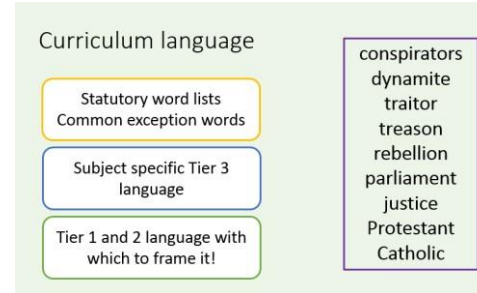 Curriculum language
Statutory word lists
Common exception words
Subject specific Tier 3
language
Tier 1 and 2 language with
which to frame it!
conspirators
dynamite
traitor
treason
rebellion
parliament
justice
Protestant
Catholic